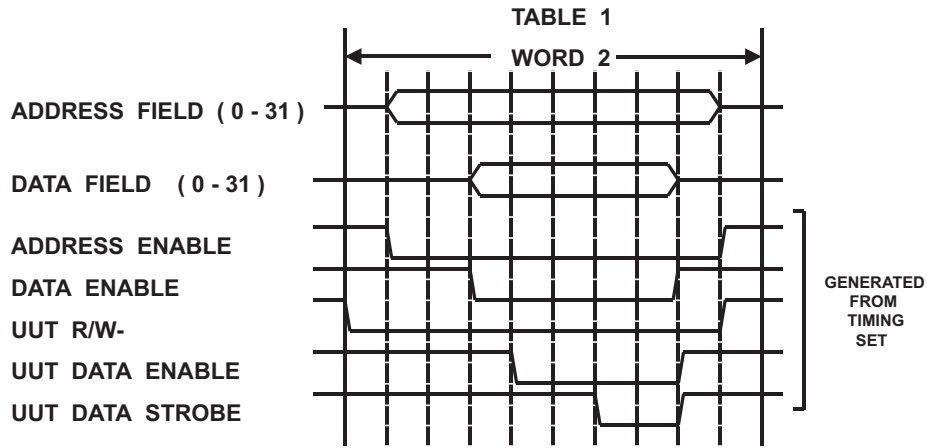 TABLE 1
WORD 2
ADDRESS FIELD ( 0 - 31 )
DATA FIELD ( 0 - 31 )
ADDRESS ENABLE
DATA ENABLE
UUT R/W-
UUT DATA ENABLE
UUT DATA STROBE
GENERATED
FROM
TIMING
SET